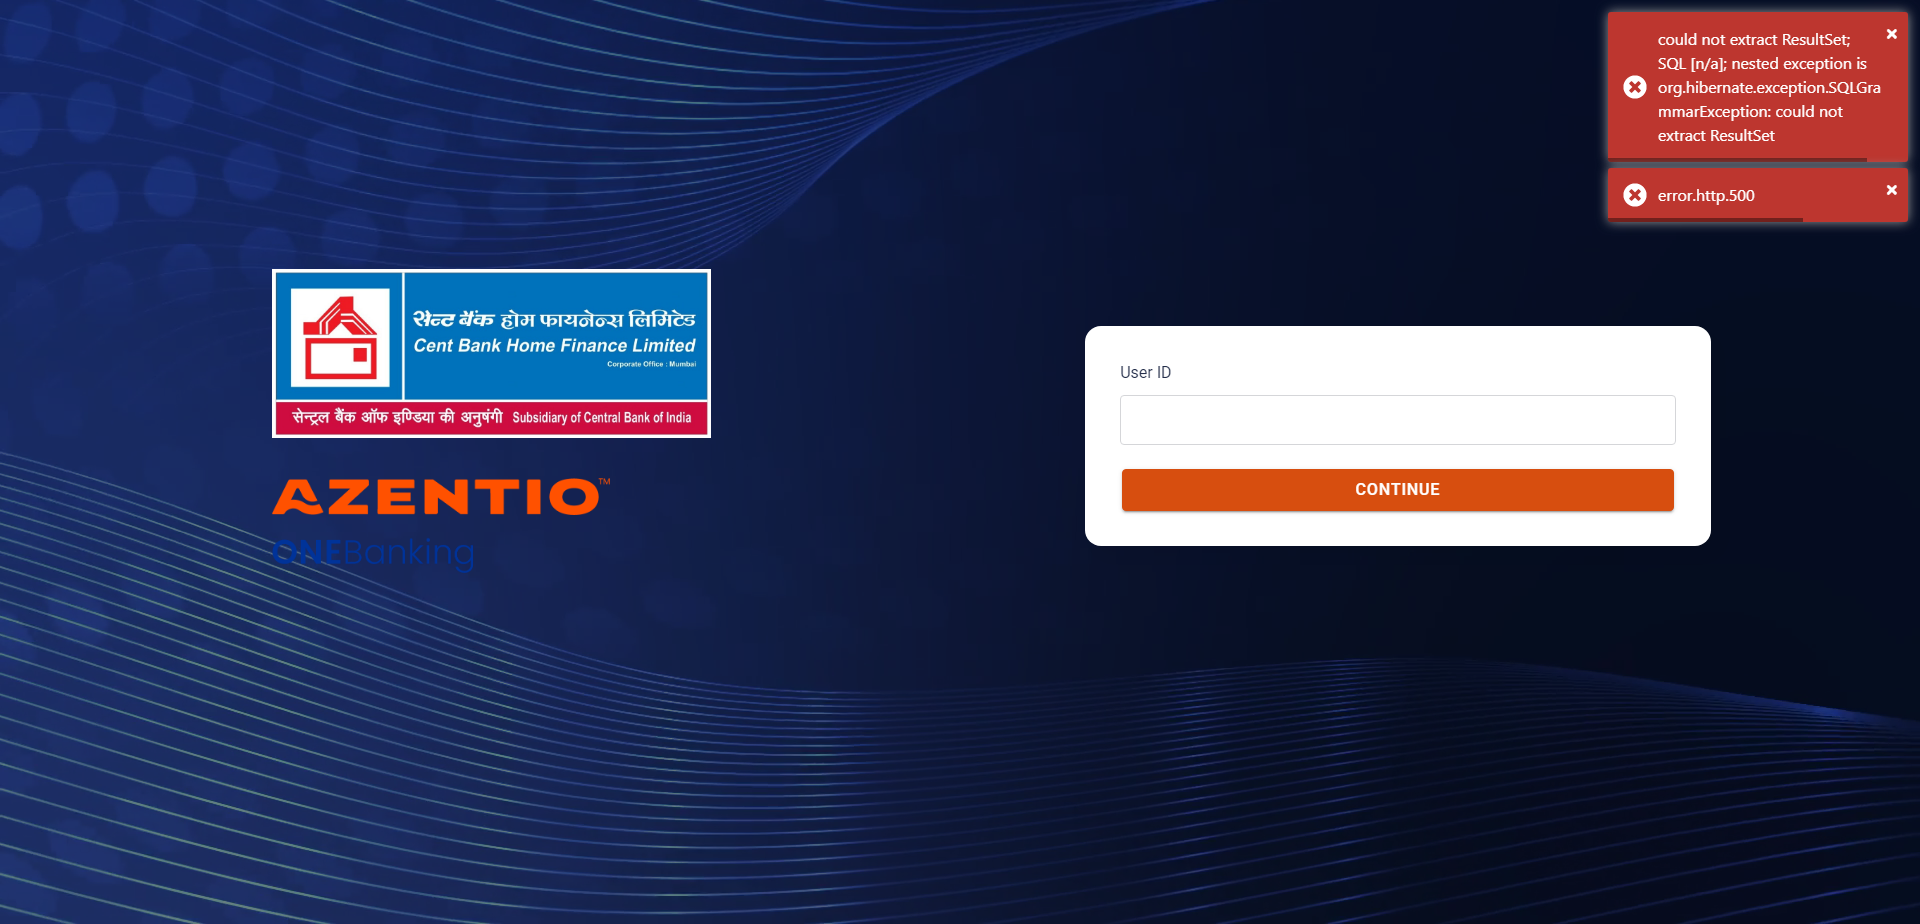 could not extract ResultSet;
SQL [n/a]; nested exception is
org.hibernate.exception.SQLGra
mmarException: could not
extract ResultSet
error.http.500
सेन्ट बैंक होम फायनेन्स लिमिटेड
Cent Bank Home Finance Limited
Corporate Office : Mumbai
सेन्ट्रल बैंक ऑफ इण्डिया की अनुषंगी Subsidiary of Central Bank of India
AZENTIO™
ONEBanking
User ID
CONTINUE